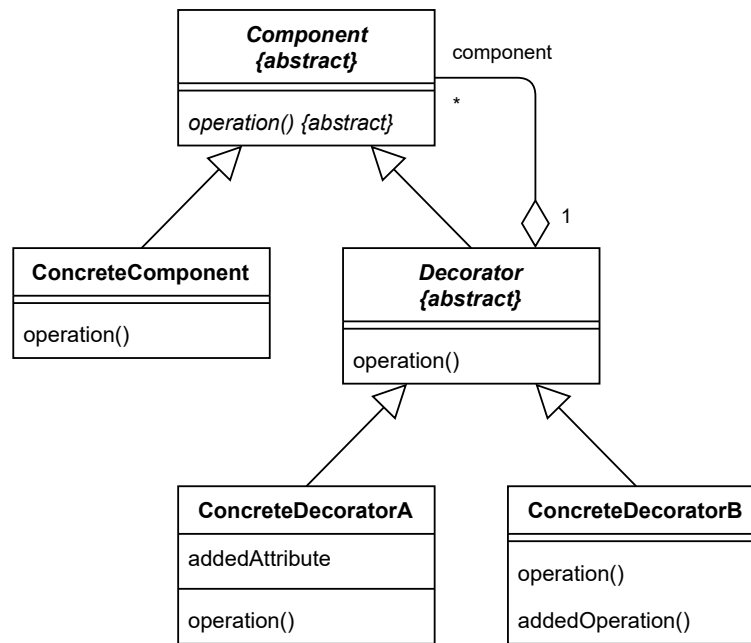 Component
{abstract}
operation() {abstract}
component
*
1
ConcreteComponent
operation()
Decorator
{abstract}
operation()
ConcreteDecoratorA
addedAttribute
operation()
ConcreteDecoratorB
operation()
addedOperation()